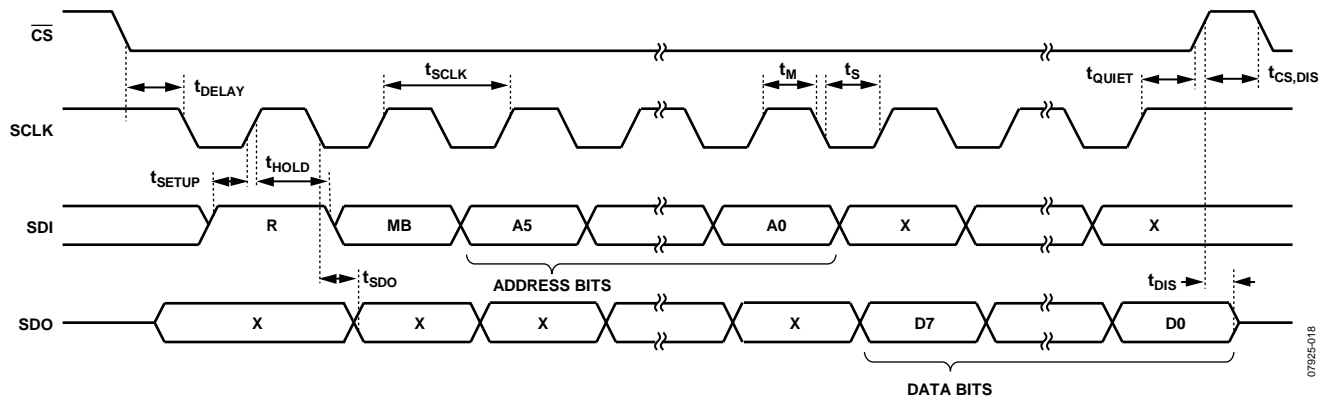 CS
tDELAY
tSCLK
tM
tS
tQUIET
tCS,DIS
SCLK
tSETUP
tHOLD
SDI
R
MB
A5
A0
X
X
tSDO
ADDRESS BITS
tDIS
SDO
X
X
X
X
D7
D0
DATA BITS
07925-018